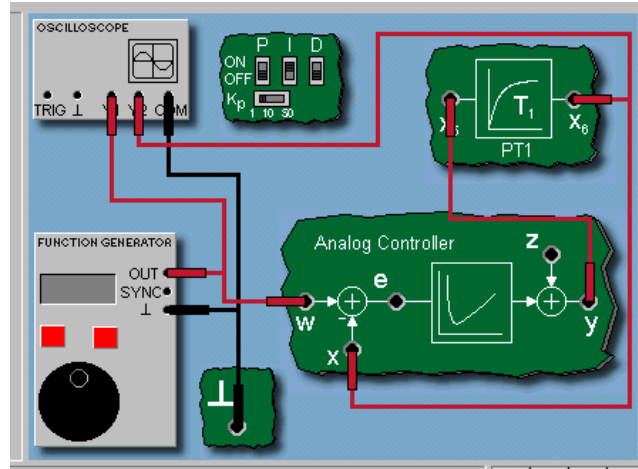 OSCILLOSCOPE
TRIG ⊥ Y1 Y2 COM
P I D
ON
OFF
Kp
1 10 50
T1
X5 X6
PT1
FUNCTION GENERATOR
OUT
SYNC
⊥
Analog Controller
z
e
w
-
x
y
⊥